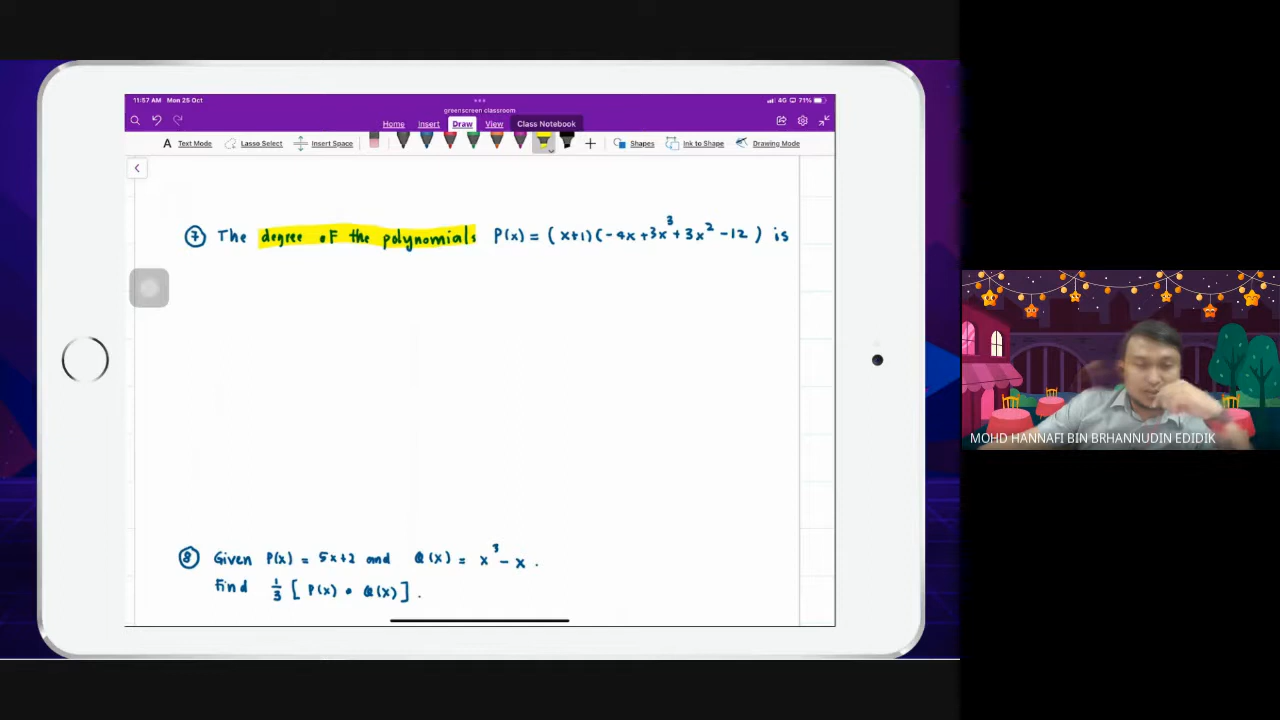 11:57 AM Mon 25 Oct
4G 71%
greenscreen classroom
Home Insert Draw View Class Notebook
A Text Mode Lasso Select Insert Space Shapes Ink to Shape Drawing Mode
⑦ The degree of the polynomials P(x) = (x+1)(-4x+3x³+3x²-12) is
⑧ Given P(x) = 5x+2 and Q(x) = x³ - x .
Find 1/3 [ P(x) • Q(x) ] .
MOHD HANNAFI BIN BRHANNUDIN EDIDIK